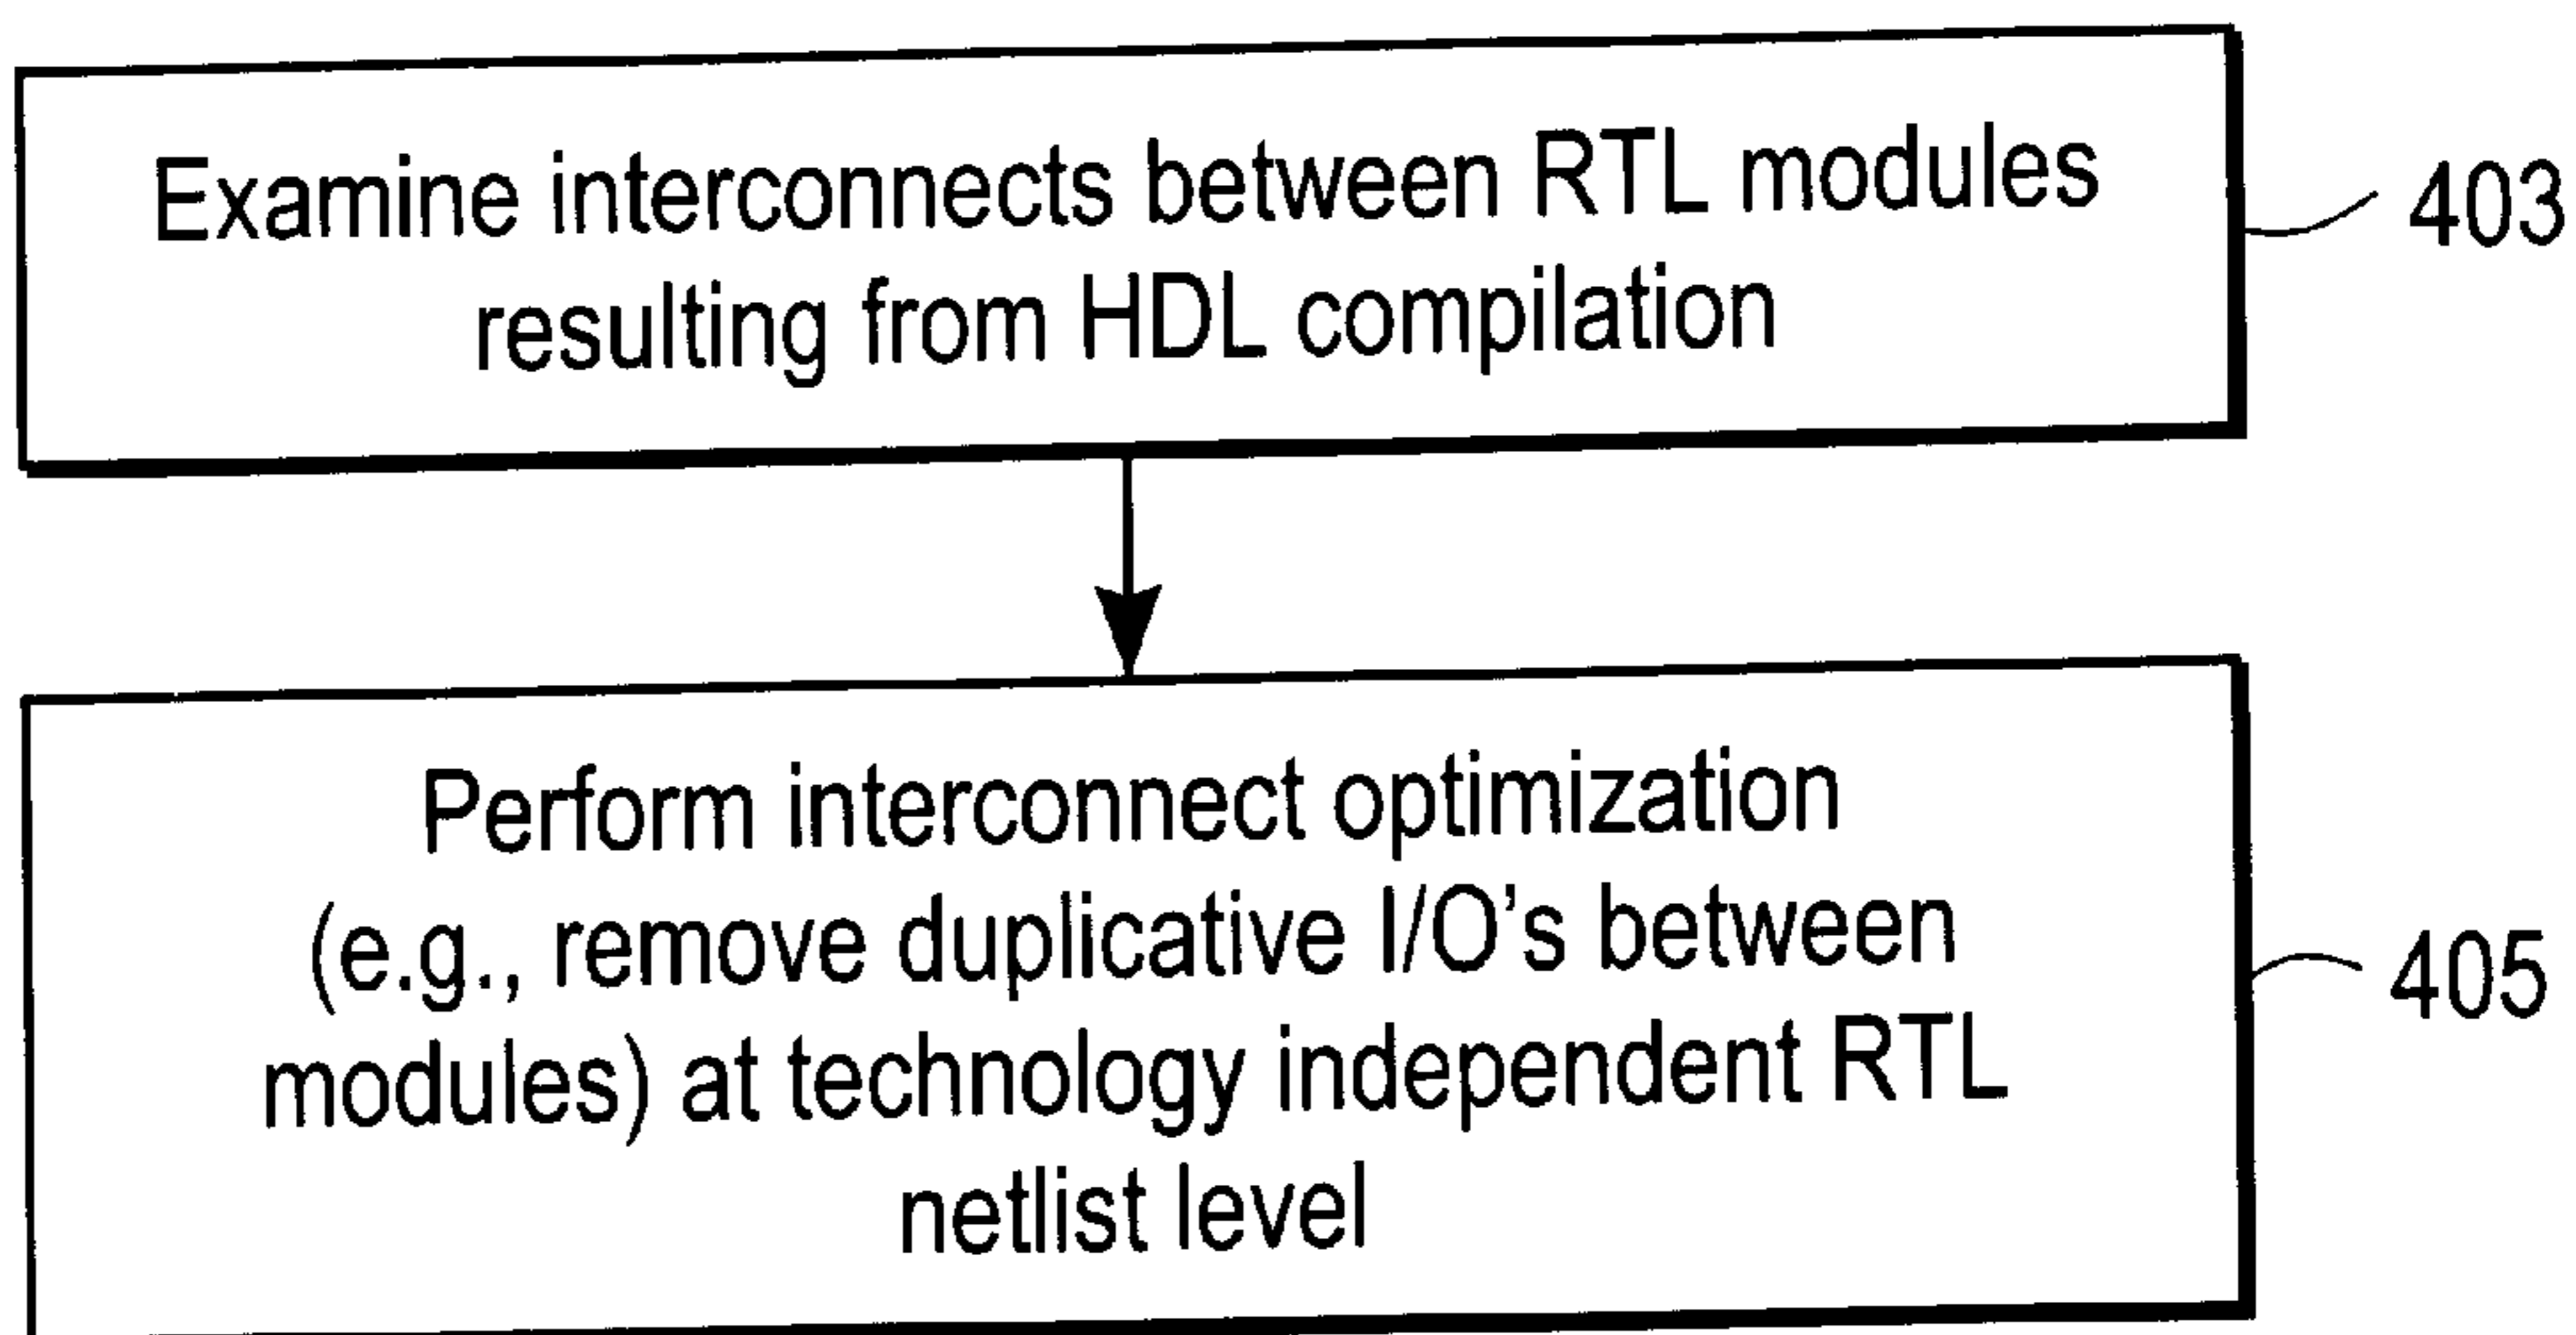 Examine interconnects between RTL modules
resulting from HDL compilation
403
Perform interconnect optimization
(e.g., remove duplicative I/O's between
modules) at technology independent RTL
netlist level
405